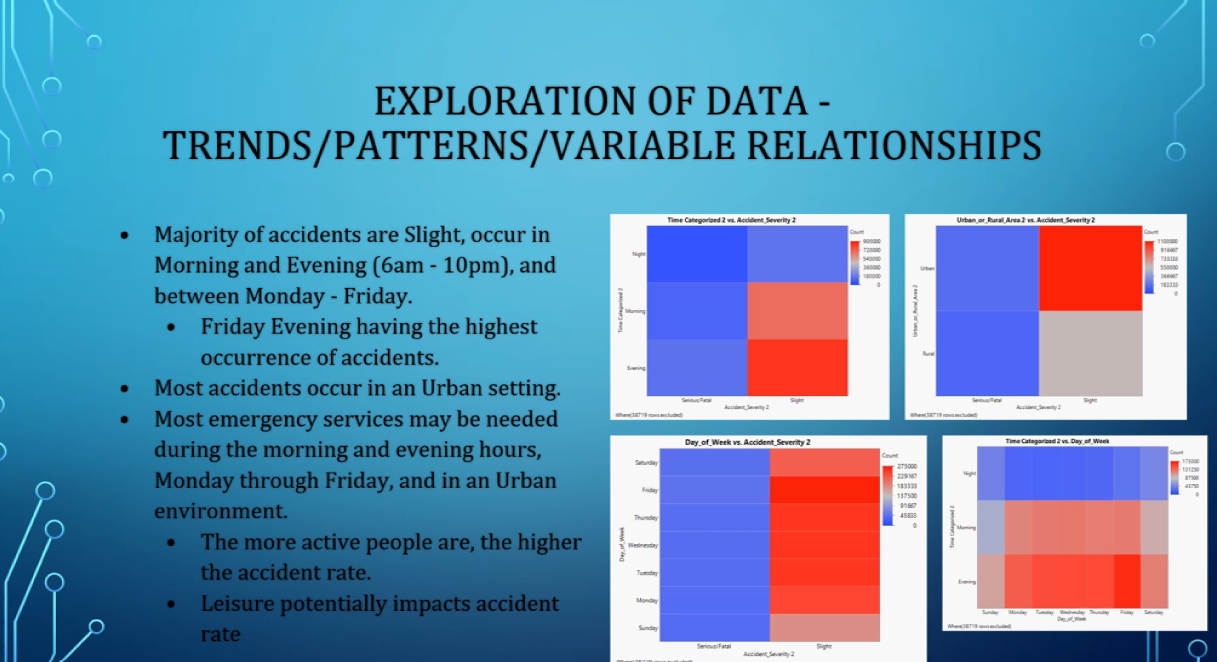 EXPLORATION OF DATA -
TRENDS/PATTERNS/VARIABLE RELATIONSHIPS
• Majority of accidents are Slight, occur in
Morning and Evening (6am - 10pm), and
between Monday - Friday.
• Friday Evening having the highest
occurrence of accidents.
• Most accidents occur in an Urban setting.
• Most emergency services may be needed
during the morning and evening hours,
Monday through Friday, and in an Urban
environment.
• The more active people are, the higher
the accident rate.
• Leisure potentially impacts accident
rate
Time Categorized 2 vs. Accident_Severity 2
Count
900000
720000
540000
360000
180000
0
Night
Morning
Evening
Time Categorized 2
Serious/Fatal
Slight
Accident_Severity 2
Where(38719 rows excluded)
Urban_or_Rural_Area 2 vs. Accident_Severity 2
Count
1100000
916667
733333
550000
366667
183333
0
Urban
Rural
Urban_or_Rural_Area 2
Serious/Fatal
Slight
Accident_Severity 2
Where(38719 rows excluded)
Day_of_Week vs. Accident_Severity 2
Count
275000
229167
183333
137500
91667
45833
0
Saturday
Friday
Thursday
Wednesday
Tuesday
Monday
Sunday
Day_of_Week
Serious/Fatal
Slight
Accident_Severity 2
Where(38719 rows excluded)
Time Categorized 2 vs. Day_of_Week
Count
175000
131250
87500
43750
0
Night
Morning
Evening
Time Categorized 2
Sunday Monday Tuesday Wednesday Thursday Friday Saturday
Day_of_Week
Where(38719 rows excluded)